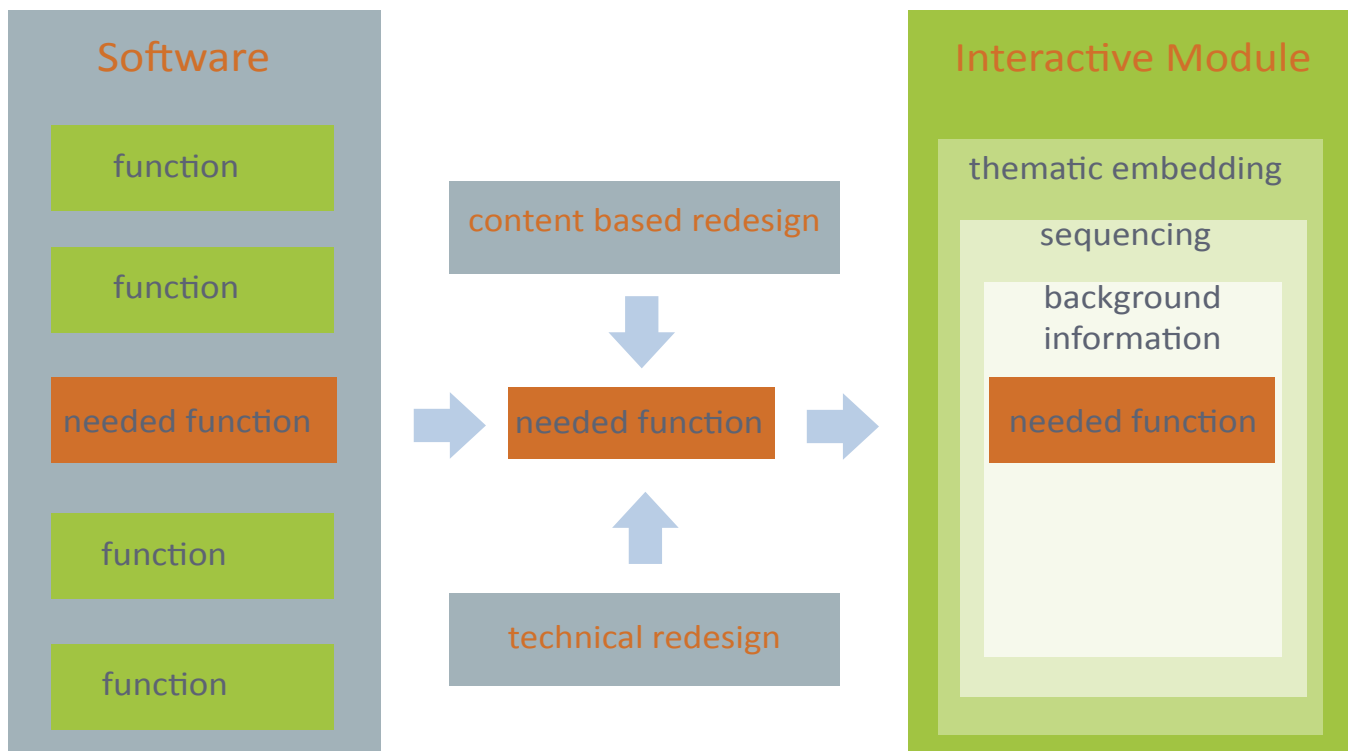 Software
function
function
needed function
function
function
content based redesign
needed function
technical redesign
Interactive Module
thematic embedding
sequencing
background
information
needed function